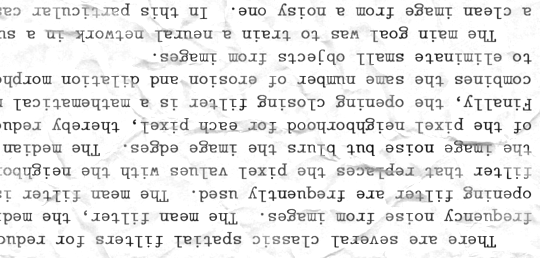 There are several classic spatial filters for reduc
frequency noise from images. The mean filter, the medi
opening filter are frequently used. The mean filter is
filter that replaces the pixel values with the neighbo
the image noise but blurs the image edges. The median
of the pixel neighborhood for each pixel, thereby redu
Finally, the opening closing filter is a mathematical
combines the same number of erosion and dilation morpho
to eliminate small objects from images.
The main goal was to train a neural network in a su
a clean image from a noisy one. In this particular cas